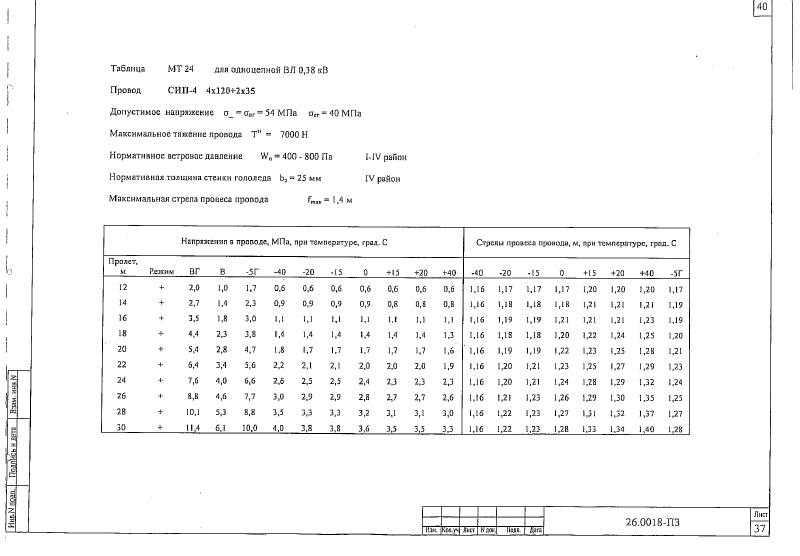 40
Таблица МТ 24 для одноцепной ВЛ 0,38 кВ
Провод СИП-4 4х120+2х35
Допустимое напряжение σ_ = σвг = 54 МПа σсг = 40 МПа
Максимальное тяжение провода Tн = 7000 Н
Нормативное ветровое давление W₀ = 400 - 800 Па I-IV район
Нормативная толщина стенки гололеда bэ = 25 мм IV район
Максимальная стрела провеса провода fmax = 1,4 м
Напряжения в проводе, МПа, при температуре, град. С Стрелы провеса провода, м, при температуре, град. С
Пролет, м Режим ВГ В -5Г -40 -20 -15 0 +15 +20 +40 -40 -20 -15 0 +15 +20 +40 -5Г
12 + 2,0 1,0 1,7 0,6 0,6 0,6 0,6 0,6 0,6 0,6 1,16 1,17 1,17 1,17 1,20 1,20 1,20 1,17
14 + 2,7 1,4 2,3 0,9 0,9 0,9 0,9 0,8 0,8 0,8 1,16 1,18 1,18 1,18 1,21 1,21 1,21 1,19
16 + 3,5 1,8 3,0 1,1 1,1 1,1 1,1 1,1 1,1 1,1 1,16 1,19 1,19 1,21 1,21 1,21 1,23 1,19
18 + 4,4 2,3 3,8 1,4 1,4 1,4 1,4 1,4 1,4 1,3 1,16 1,18 1,18 1,20 1,22 1,24 1,25 1,20
20 + 5,4 2,8 4,7 1,8 1,7 1,7 1,7 1,7 1,7 1,6 1,16 1,19 1,19 1,22 1,23 1,25 1,28 1,21
22 + 6,4 3,4 5,6 2,2 2,1 2,1 2,0 2,0 2,0 1,9 1,16 1,20 1,21 1,23 1,25 1,27 1,29 1,23
24 + 7,6 4,0 6,6 2,6 2,5 2,5 2,4 2,3 2,3 2,3 1,16 1,20 1,21 1,24 1,28 1,29 1,32 1,24
26 + 8,8 4,6 7,7 3,0 2,9 2,9 2,8 2,7 2,7 2,6 1,16 1,21 1,23 1,26 1,29 1,30 1,35 1,25
28 + 10,1 5,3 8,8 3,5 3,3 3,3 3,2 3,1 3,1 3,0 1,16 1,22 1,23 1,27 1,31 1,32 1,37 1,27
30 + 11,4 6,1 10,0 4,0 3,8 3,8 3,6 3,5 3,5 3,3 1,16 1,22 1,23 1,28 1,33 1,34 1,40 1,28
Взам. инв.N
Подпись и дата
Инв.N подл.
Изм. Кол.уч Лист N док. Подп. Дата
26.0018-ПЗ
Лист
37